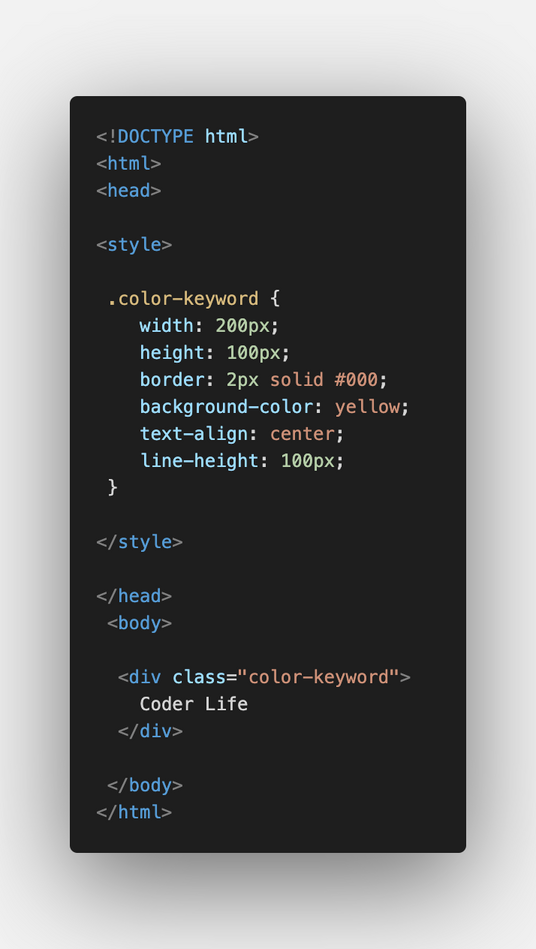 <!DOCTYPE html>
<html>
<head>
<style>
.color-keyword {
width: 200px;
height: 100px;
border: 2px solid #000;
background-color: yellow;
text-align: center;
line-height: 100px;
}
</style>
</head>
<body>
<div class="color-keyword">
Coder Life
</div>
</body>
</html>